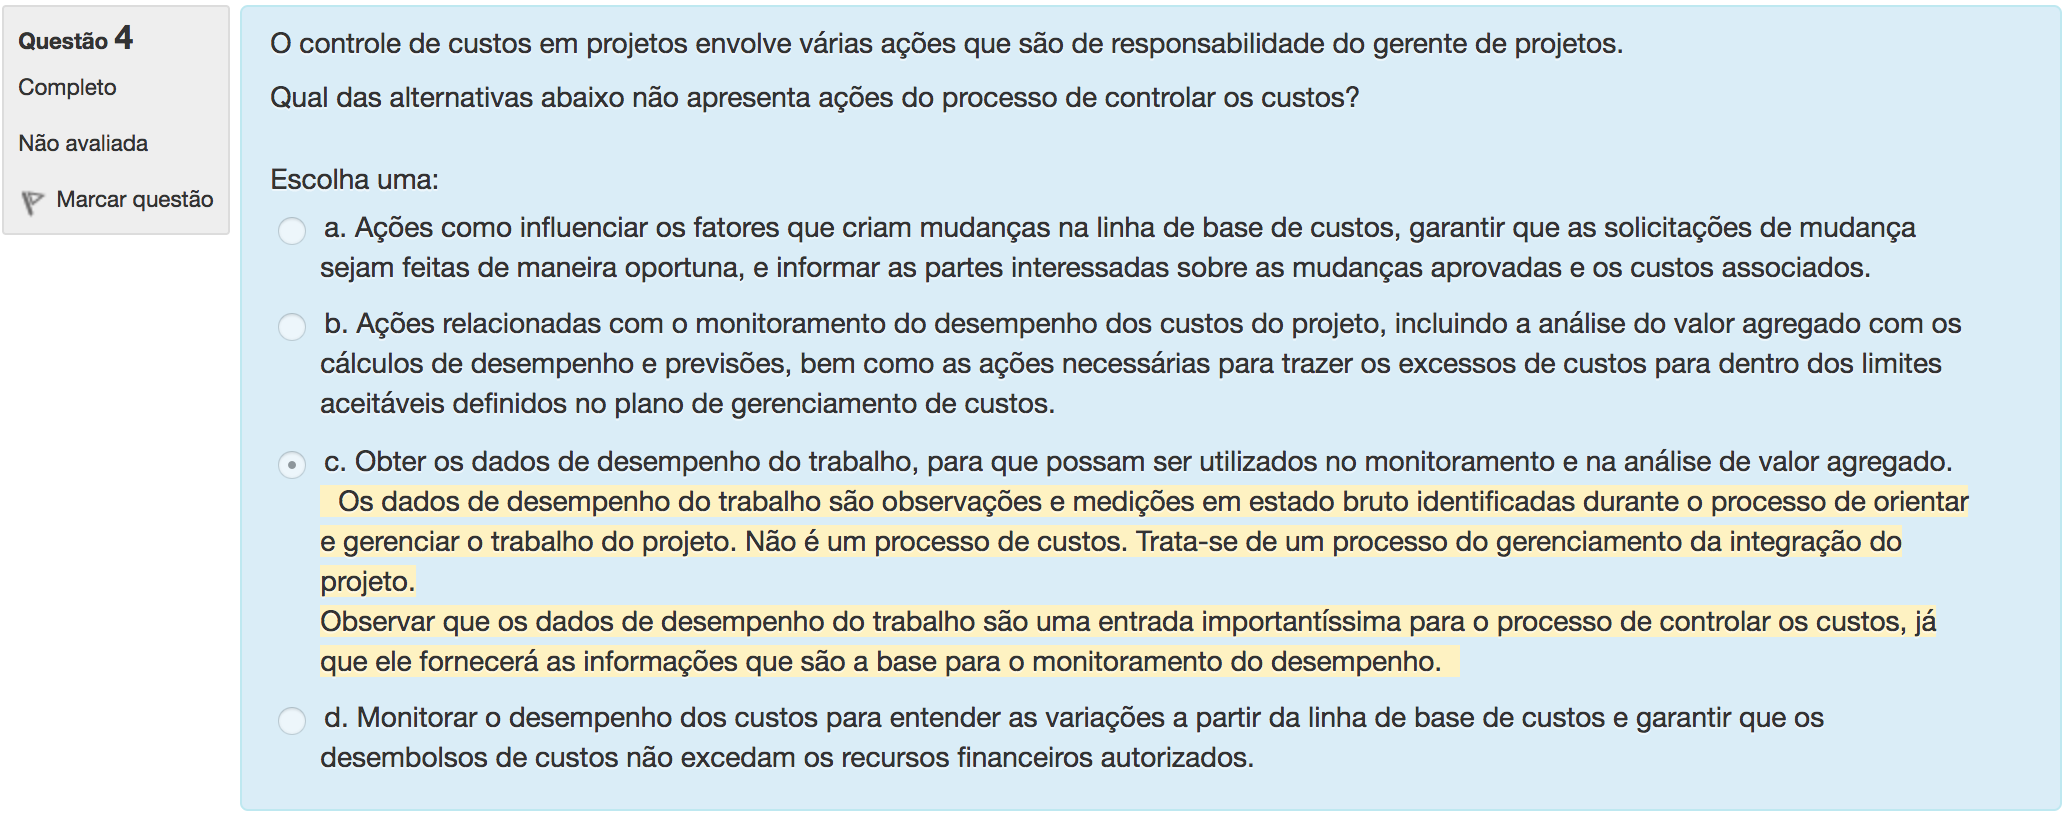 Questão 4
Completo
Não avaliada
Marcar questão
O controle de custos em projetos envolve várias ações que são de responsabilidade do gerente de projetos.
Qual das alternativas abaixo não apresenta ações do processo de controlar os custos?
Escolha uma:
a. Ações como influenciar os fatores que criam mudanças na linha de base de custos, garantir que as solicitações de mudança
sejam feitas de maneira oportuna, e informar as partes interessadas sobre as mudanças aprovadas e os custos associados.
b. Ações relacionadas com o monitoramento do desempenho dos custos do projeto, incluindo a análise do valor agregado com os
cálculos de desempenho e previsões, bem como as ações necessárias para trazer os excessos de custos para dentro dos limites
aceitáveis definidos no plano de gerenciamento de custos.
c. Obter os dados de desempenho do trabalho, para que possam ser utilizados no monitoramento e na análise de valor agregado.
Os dados de desempenho do trabalho são observações e medições em estado bruto identificadas durante o processo de orientar
e gerenciar o trabalho do projeto. Não é um processo de custos. Trata-se de um processo do gerenciamento da integração do
projeto.
Observar que os dados de desempenho do trabalho são uma entrada importantíssima para o processo de controlar os custos, já
que ele fornecerá as informações que são a base para o monitoramento do desempenho.
d. Monitorar o desempenho dos custos para entender as variações a partir da linha de base de custos e garantir que os
desembolsos de custos não excedam os recursos financeiros autorizados.